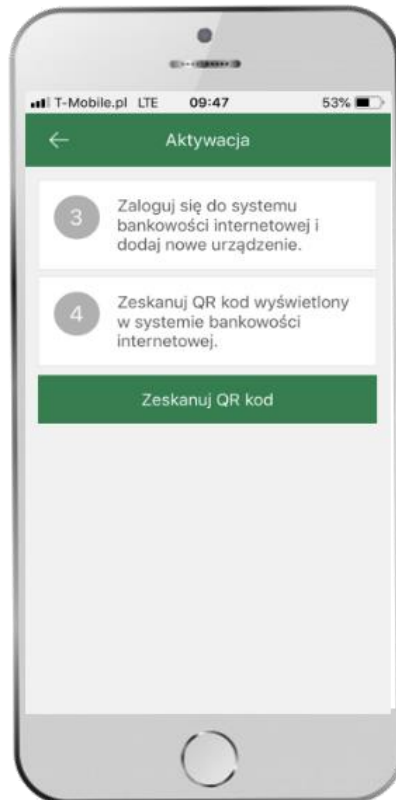 T-Mobile.pl LTE 09:47 53%
Aktywacja
3 Zaloguj się do systemu
bankowości internetowej i
dodaj nowe urządzenie.
4 Zeskanuj QR kod wyświetlony
w systemie bankowości
internetowej.
Zeskanuj QR kod